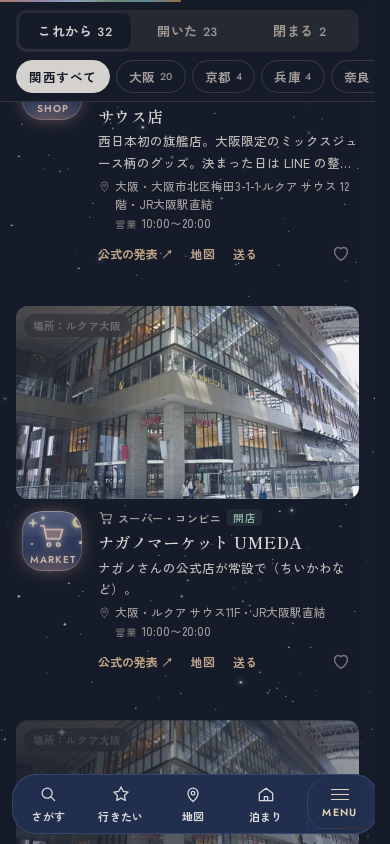 これから 32
開いた 23
閉まる 2
関西すべて
大阪 20
京都 4
兵庫 4
奈良
SHOP
サウス店
西日本初の旗艦店。大阪限定のミックスジュ
ース柄のグッズ。決まった日は LINE の整…
大阪・大阪市北区梅田3-1-1・ルクア サウス 12
階・JR大阪駅直結
営業 10:00〜20:00
公式の発表 ↗ 地図 送る
場所：ルクア大阪
スーパー・コンビニ 開店
MARKET
ナガノマーケット UMEDA
ナガノさんの公式店が常設で（ちいかわな
ど）。
大阪・ルクア サウス11F・JR大阪駅直結
営業 10:00〜20:00
公式の発表 ↗ 地図 送る
場所：ルクア大阪
さがす
行きたい
地図
泊まり
MENU